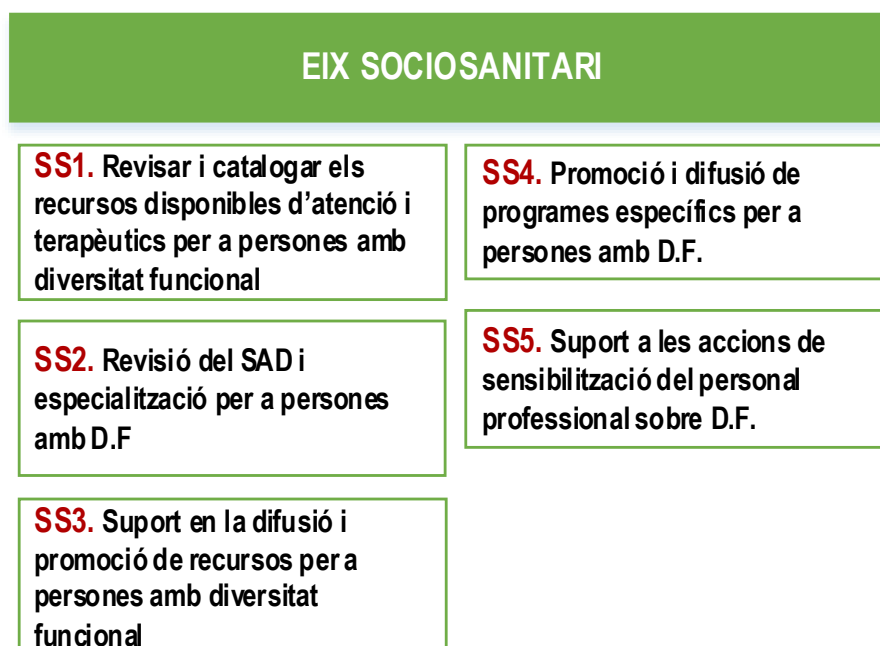 EIX SOCIOSANITARI
SS1. Revisar i catalogar els
recursos disponibles d’atenció i
terapèutics per a persones amb
diversitat funcional
SS2. Revisió del SAD i
especialització per a persones
amb D.F
SS3. Suport en la difusió i
promoció de recursos per a
persones amb diversitat
funcional
SS4. Promoció i difusió de
programes específics per a
persones amb D.F.
SS5. Suport a les accions de
sensibilització del personal
professional sobre D.F.